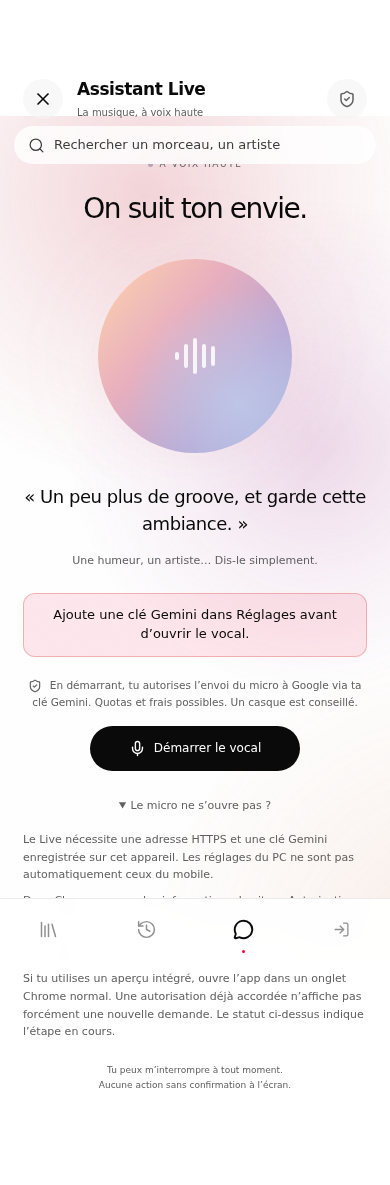 Assistant Live
La musique, à voix haute
Rechercher un morceau, un artiste
On suit ton envie.
« Un peu plus de groove, et garde cette
ambiance. »
Une humeur, un artiste… Dis-le simplement.
Ajoute une clé Gemini dans Réglages avant
d’ouvrir le vocal.
En démarrant, tu autorises l’envoi du micro à Google via ta
clé Gemini. Quotas et frais possibles. Un casque est conseillé.
Démarrer le vocal
▼ Le micro ne s’ouvre pas ?
Le Live nécessite une adresse HTTPS et une clé Gemini
enregistrée sur cet appareil. Les réglages du PC ne sont pas
automatiquement ceux du mobile.
Si tu utilises un aperçu intégré, ouvre l’app dans un onglet
Chrome normal. Une autorisation déjà accordée n’affiche pas
forcément une nouvelle demande. Le statut ci-dessus indique
l’étape en cours.
Tu peux m’interrompre à tout moment.
Aucune action sans confirmation à l’écran.